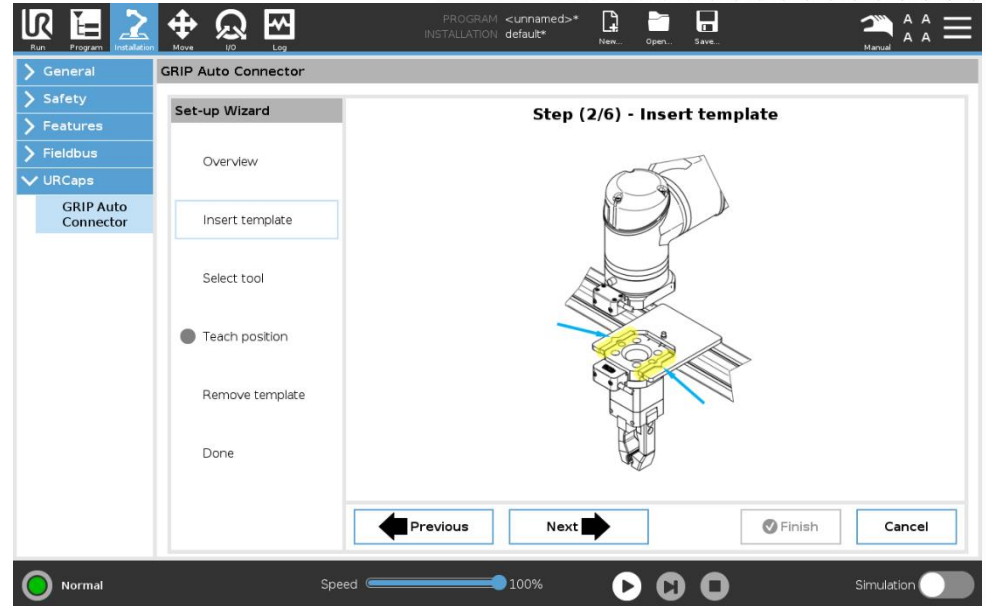 UR
Run
Program
Installation
Move
I/O
Log
PROGRAM <unnamed>*
INSTALLATION default*
New...
Open...
Save...
Manual
A A
A A
General
Safety
Features
Fieldbus
URCaps
GRIP Auto
Connector
GRIP Auto Connector
Set-up Wizard
Overview
Insert template
Select tool
Teach position
Remove template
Done
Step (2/6) - Insert template
Previous
Next
Finish
Cancel
Normal
Speed
100%
Simulation